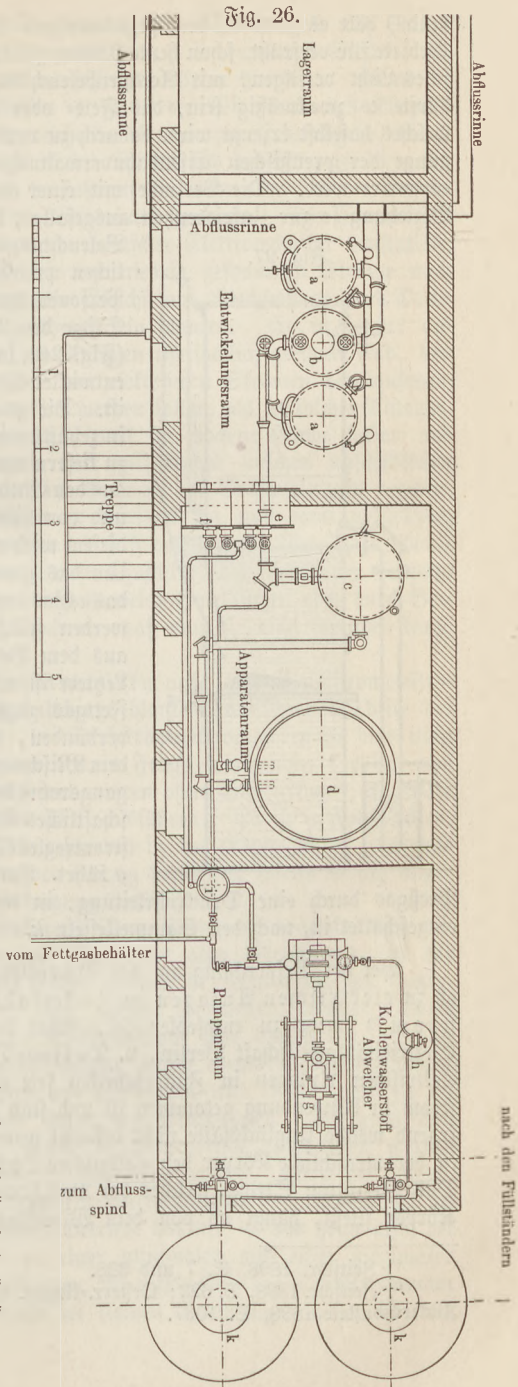 Fig. 26.
Abflussrinne
Lagerraum
Abflussrinne
Abflussrinne
1
a
Entwickelungsraum
b
a
1
2
Treppe
3
f
e
c
4
Apparatenraum
5
d
i
vom Fettgasbehälter
Pumpenraum
Kohlenwasserstoff
Abweicher
h
g
nach den Füllständern
zum Abfluss-
spind
k
k